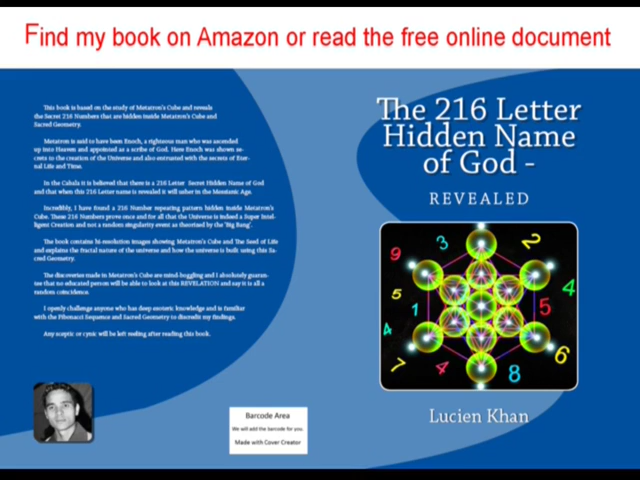 Find my book on Amazon or read the free online document
This book is based on the study of Metatron's Cube and reveals
the Secret 216 Numbers that are hidden inside Metatron's Cube and
Sacred Geometry.
Metatron is said to have been Enoch, a righteous man who was ascended
up into Heaven and appointed as a scribe of God. Here Enoch was shown se-
crets to the creation of the Universe and also entrusted with the secrets of Eter-
nal Life and Time.
In the Cabala it is believed that there is a 216 Letter Secret Hidden Name of God
and that when this 216 Letter name is revealed it will usher in the Messianic Age.
Incredibly, I have found a 216 Number repeating pattern hidden inside Metatron's
Cube. These 216 Numbers prove once and for all that the Universe is indeed a Super Intel-
ligent Creation and not a random singularity event as theorised by the 'Big Bang'.
The book contains hi-resolution images showing Metatron's Cube and The Seed of Life
and explains the fractal nature of the universe and how the universe is built using this Sa-
cred Geometry.
The discoveries made in Metatron's Cube are mind-boggling and I absolutely guaran-
tee that no educated person will be able to look at this REVELATION and say it is all a
random coincidence.
I openly challenge anyone who has deep esoteric knowledge and is familiar
with the Fibonacci Sequence and Sacred Geometry to discredit my findings.
Any sceptic or cynic will be left reeling after reading this book.
Barcode Area
We will add the barcode for you.
Made with Cover Creator
The 216 Letter
Hidden Name
of God -
REVEALED
3 2
9
4
5
1 5
4
6
7 4 8
Lucien Khan